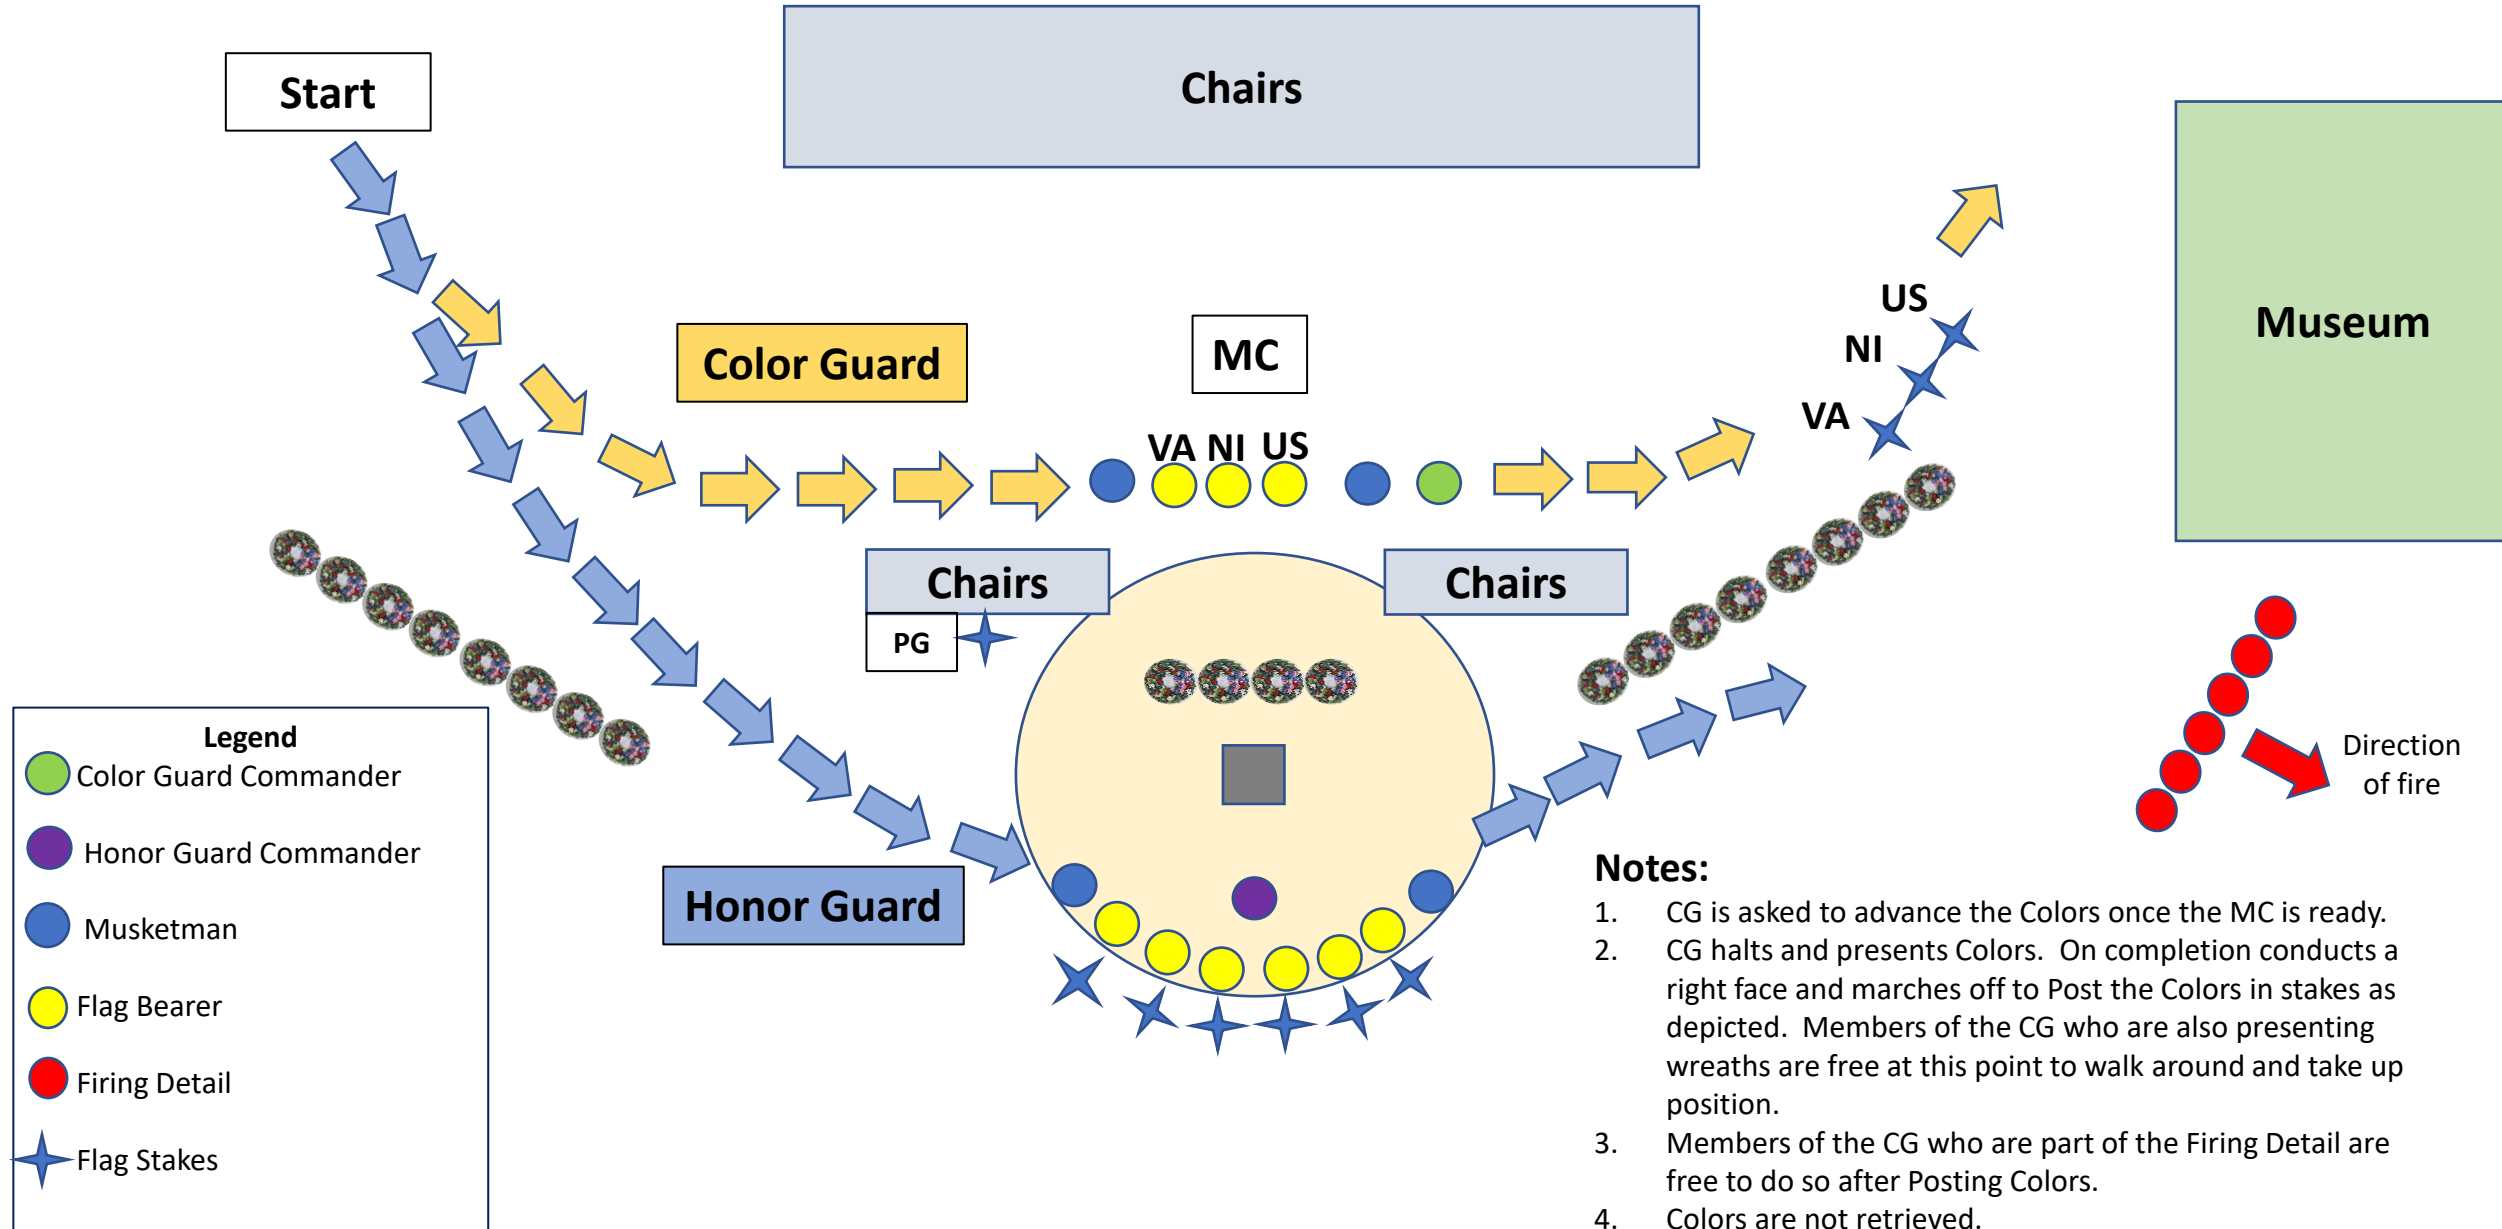 Start
Chairs
Museum
Color Guard
MC
US
NI
VA
VA NI US
Chairs
Chairs
PG
Honor Guard
Direction
of fire
Legend
Color Guard Commander
Honor Guard Commander
Musketman
Flag Bearer
Firing Detail
Flag Stakes
Notes:
1. CG is asked to advance the Colors once the MC is ready.
2. CG halts and presents Colors. On completion conducts a
right face and marches off to Post the Colors in stakes as
depicted. Members of the CG who are also presenting
wreaths are free at this point to walk around and take up
position.
3. Members of the CG who are part of the Firing Detail are
free to do so after Posting Colors.
4. Colors are not retrieved.